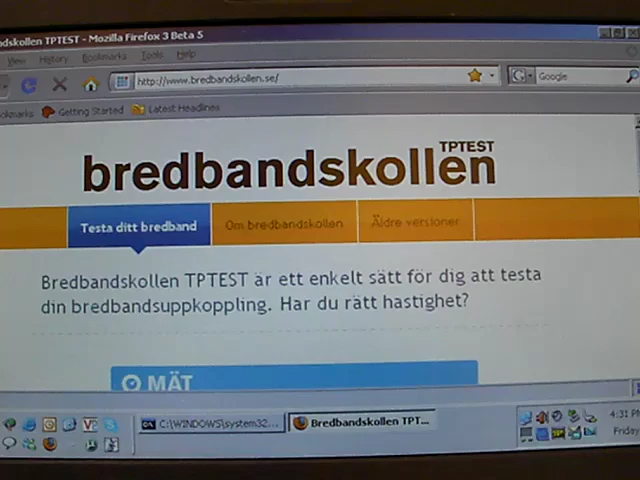 dskollen TPTEST - Mozilla Firefox 3 Beta 5
View History Bookmarks Tools Help
http://www.bredbandskollen.se/
Google
okmarks Getting Started Latest Headlines
TPTEST
bredbandskollen
Testa ditt bredband Om bredbandskollen Äldre versioner
Bredbandskollen TPTEST är ett enkelt sätt för dig att testa
din bredbandsuppkoppling. Har du rätt hastighet?
MÄT
C:\WINDOWS\system32... Bredbandskollen TPT...
4:31 PM
Friday